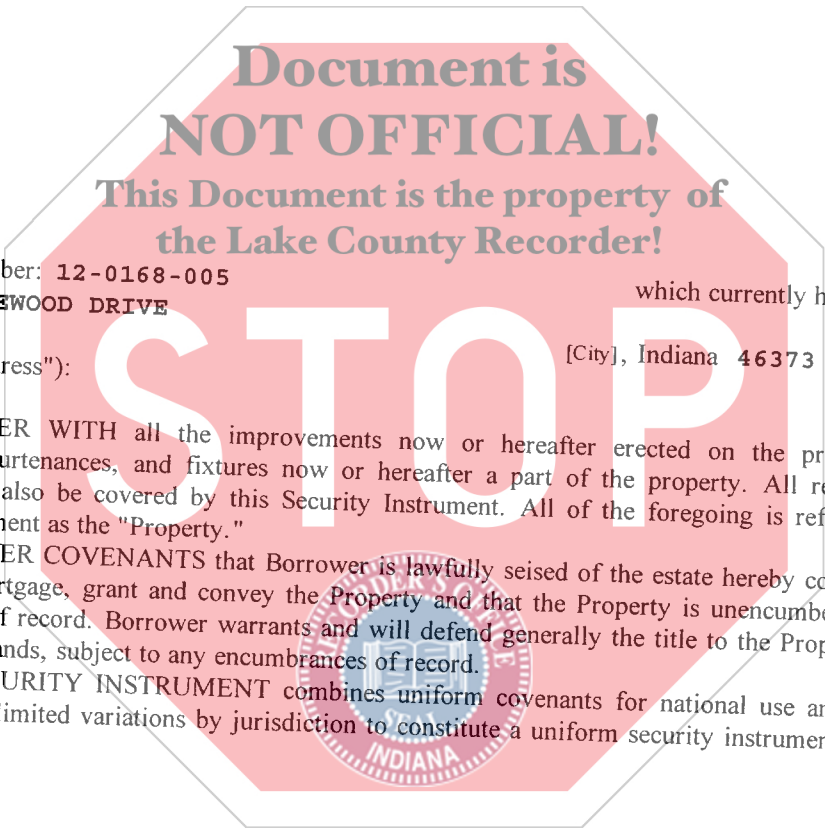 Document is
NOT OFFICIAL!
This Document is the property of
the Lake County Recorder!
ber: 12-0168-005
which currently h
EWOOD DRIVE
[City], Indiana 46373
ress"):
STOP
ER WITH all the improvements now or hereafter erected on the pr
urtenances, and fixtures now or hereafter a part of the property. All re
also be covered by this Security Instrument. All of the foregoing is ref
ment as the "Property."
ER COVENANTS that Borrower is lawfully seised of the estate hereby co
rtgage, grant and convey the Property and that the Property is unencumbe
f record. Borrower warrants and will defend generally the title to the Prop
ands, subject to any encumbrances of record.
URITY INSTRUMENT combines uniform covenants for national use an
limited variations by jurisdiction to constitute a uniform security instrumen
SEAL
INDIANA